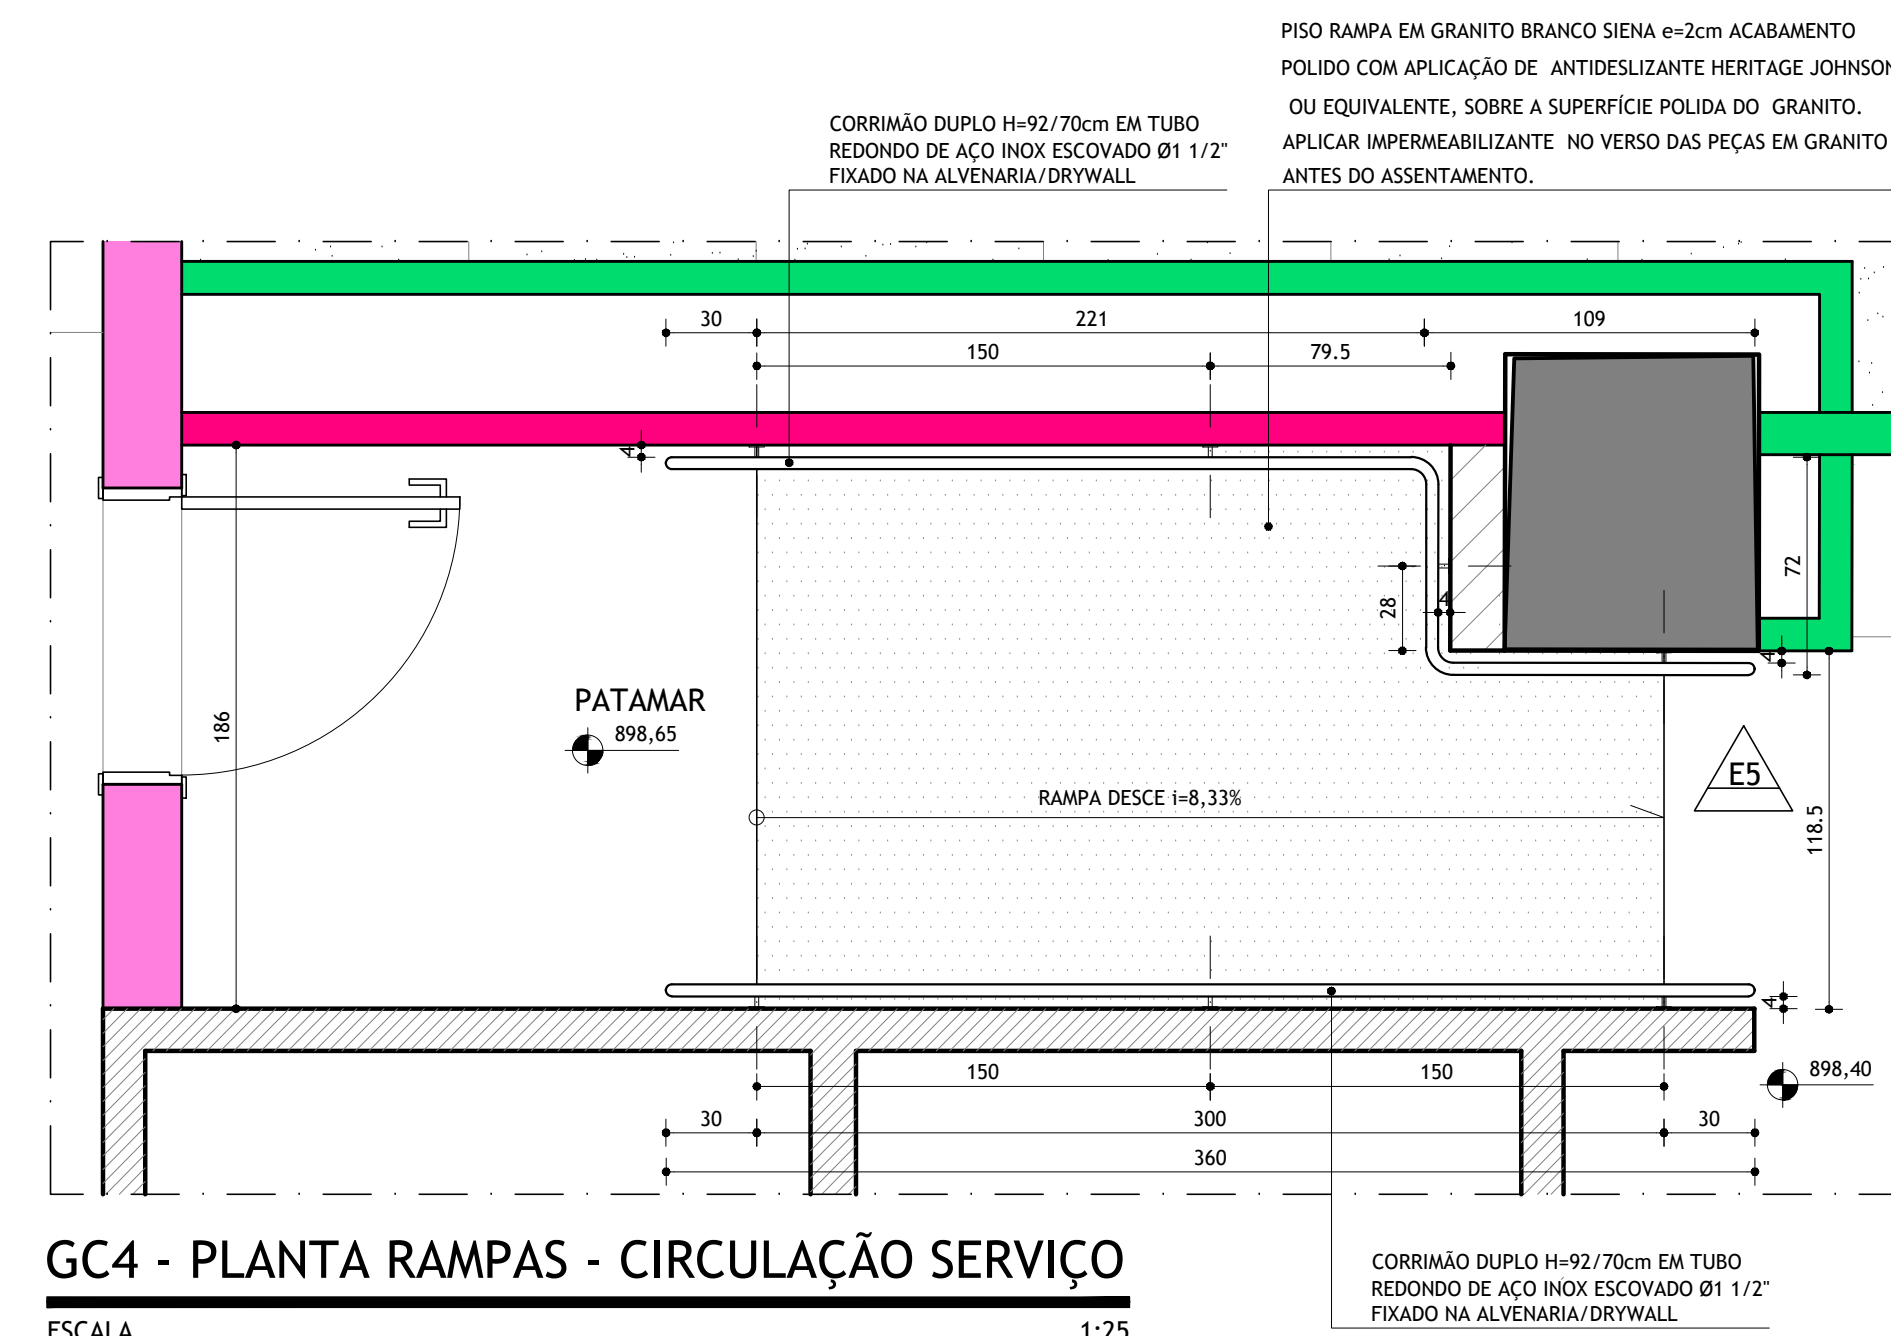 PISO RAMPA EM GRANITO BRANCO SIENA e=2cm ACABAMENTO
POLIDO COM APLICAÇÃO DE ANTIDESLIZANTE HERITAGE JOHNSON
OU EQUIVALENTE, SOBRE A SUPERFÍCIE POLIDA DO GRANITO.
APLICAR IMPERMEABILIZANTE NO VERSO DAS PEÇAS EM GRANITO
ANTES DO ASSENTAMENTO.
CORRIMÃO DUPLO H=92/70cm EM TUBO
REDONDO DE AÇO INOX ESCOVADO Ø1 1/2"
FIXADO NA ALVENARIA/DRYWALL
30
221
109
150
79.5
4
72
28
4
4
186
PATAMAR
898,65
E5
RAMPA DESCE i=8,33%
118.5
4
150
150
898,40
30
300
30
360
GC4 - PLANTA RAMPAS - CIRCULAÇÃO SERVIÇO
ESCALA
1:25
CORRIMÃO DUPLO H=92/70cm EM TUBO
REDONDO DE AÇO INOX ESCOVADO Ø1 1/2"
FIXADO NA ALVENARIA/DRYWALL